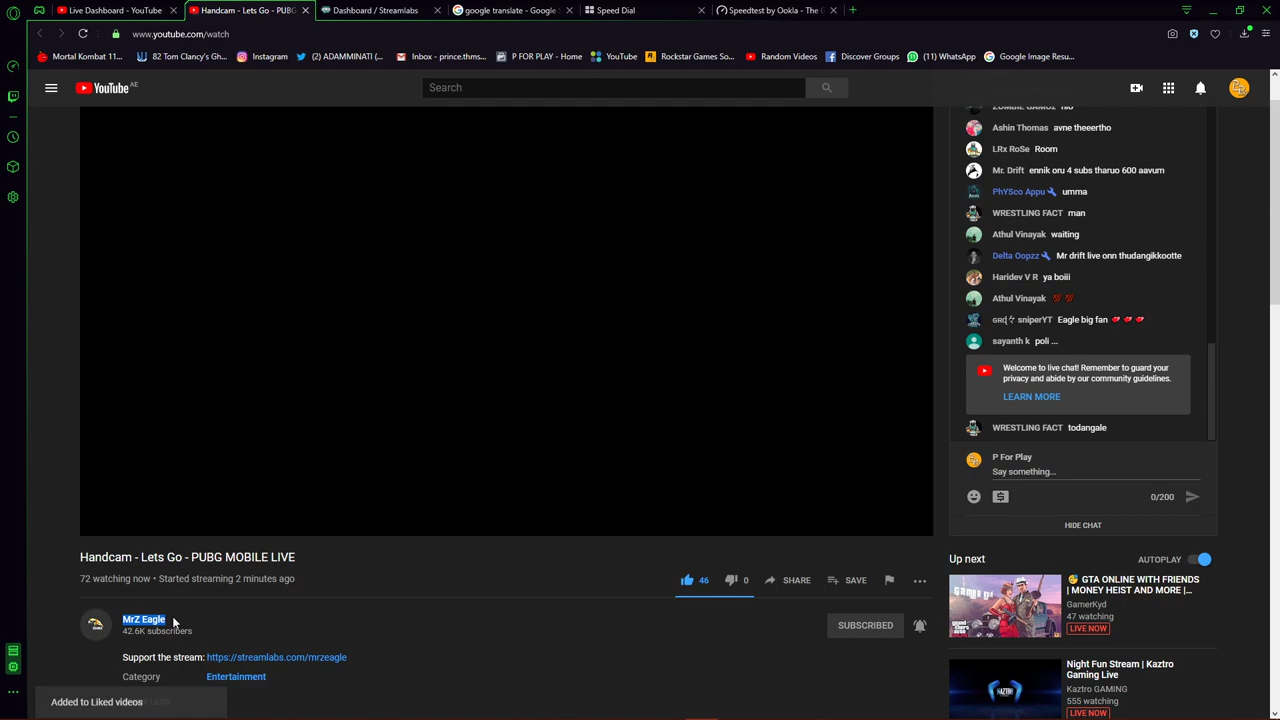 Live Dashboard - YouTube
Handcam - Lets Go - PUBG
Dashboard / Streamlabs
google translate - Google S
Speed Dial
Speedtest by Ookla - The G
www.youtube.com/watch
Mortal Kombat 11...
82 Tom Clancy's Gh...
Instagram
(2) ADAMMINATI (...
Inbox - prince.thms...
P FOR PLAY - Home
YouTube
Rockstar Games So...
Random Videos
Discover Groups
(11) WhatsApp
Google Image Resu...
YouTube AE
Search
Ashin Thomas avne theeertho
LRx RoSe Room
Mr. Drift ennik oru 4 subs tharuo 600 aavum
PhYSco Appu umma
WRESTLING FACT man
Athul Vinayak waiting
Delta Oopzz Mr drift live onn thudangikkootte
Haridev V R ya boiii
Athul Vinayak 💯 💯
sniperYT Eagle big fan
sayanth k poli ...
Welcome to live chat! Remember to guard your
privacy and abide by our community guidelines.
LEARN MORE
WRESTLING FACT todangale
P For Play
Say something...
0/200
HIDE CHAT
Handcam - Lets Go - PUBG MOBILE LIVE
72 watching now • Started streaming 2 minutes ago
46
0
SHARE
SAVE
MrZ Eagle
42.6K subscribers
SUBSCRIBED
Support the stream: https://streamlabs.com/mrzeagle
Category
Entertainment
Added to Liked videos
Up next
AUTOPLAY
GTA ONLINE WITH FRIENDS
| MONEY HEIST AND MORE |...
GamerKyd
47 watching
LIVE NOW
Night Fun Stream | Kaztro
Gaming Live
Kaztro GAMING
555 watching
LIVE NOW